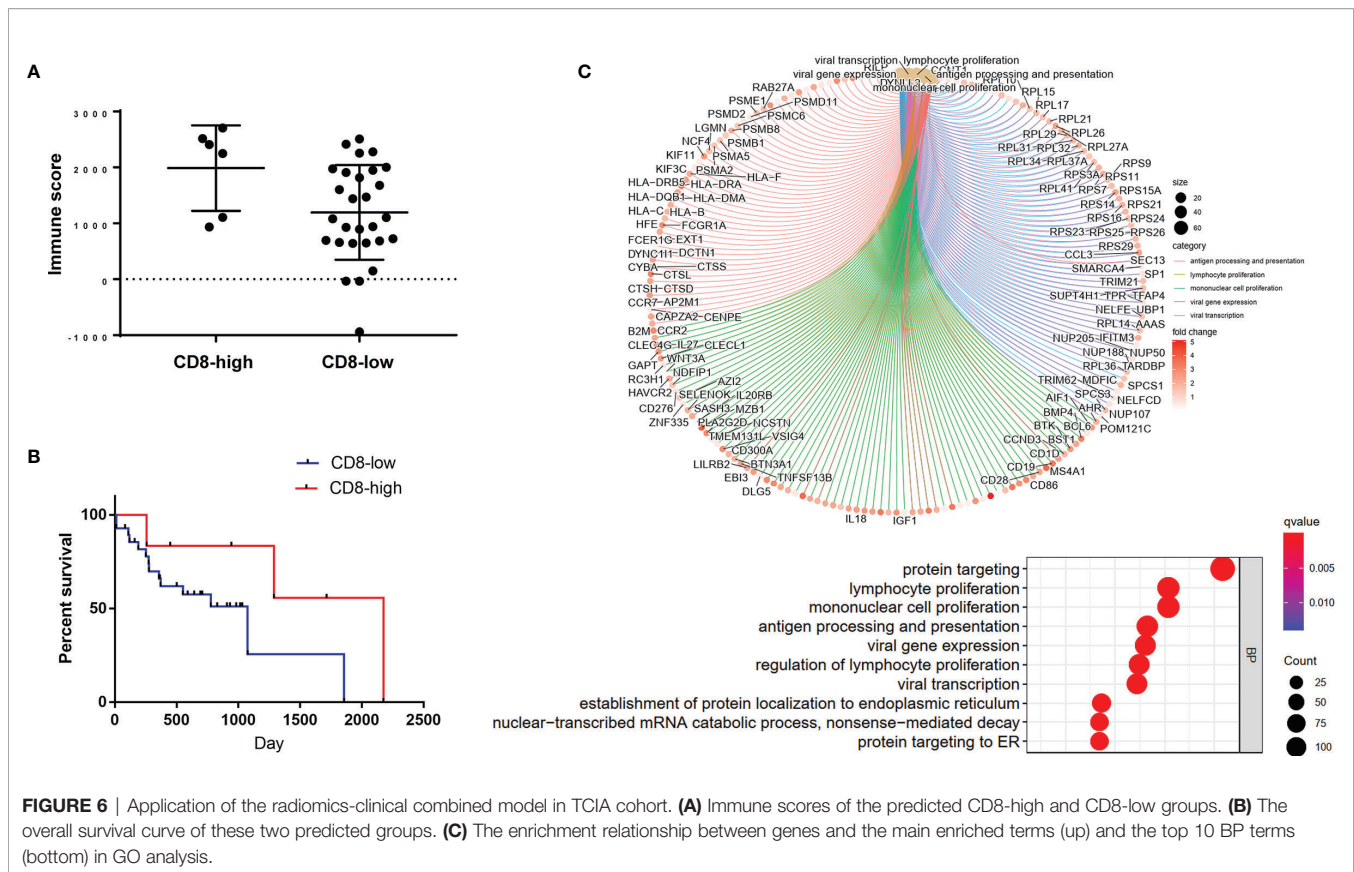 A
3000
2000
1000
0
-1000
Immune score
CD8-high
CD8-low
B
CD8-low
CD8-high
100
50
0
Percent survival
0
500
1000
1500
2000
2500
Day
C
viral transcription
lymphocyte proliferation
viral gene expression
antigen processing and presentation
mononuclear cell proliferation
RILP
CCNT1
RPL10
RAB27A
PSME1
PSMD11
PSMD2
PSMC6
LGMN
PSMB8
NCF4
PSMB1
KIF11
PSMA5
KIF3C
PSMA2
HLA-F
HLA-DRB5
HLA-DRA
HLA-DQB1
HLA-DMA
HLA-C
HLA-B
HFE
FCGR1A
FCER1G
EXT1
DYNC1I1
DCTN1
CYBA
CTSS
CTSL
CTSH
CTSD
CCR7
AP2M1
CAPZA2
CENPE
B2M
CCR2
CLEC4G
IL27
CLECL1
WNT3A
GAPT
NDFIP1
RC3H1
AZI2
HAVCR2
SELENOK
IL20RB
CD276
SASH3
MZB1
ZNF335
PLA2G2D
NCSTN
TMEM131L
VSIG4
CD300A
LILRB2
BTN3A1
EBI3
TNFSF13B
DLG5
IL18
IGF1
RPL15
RPL17
RPL21
RPL29
RPL26
RPL31
RPL32
RPL27A
RPL34
RPL37A
RPS9
RPS3A
RPS11
RPL41
RPS7
RPS15A
RPS14
RPS21
RPS16
RPS24
RPS23
RPS25
RPS26
RPS29
CCL3
SEC13
SMARCA4
SP1
TRIM21
SUPT4H1
TPR
TFAP4
NELFE
UBP1
RPL14
AAAS
NUP205
IFITM3
NUP188
NUP50
RPL36
TARDBP
TRIM62
MDFIC
SPCS1
SPCS3
NELFCD
AIF1
AHR
NUP107
BMP4
POM121C
BTK
BCL6
CCND3
BST1
CD1D
CD19
MS4A1
CD28
CD86
size
20
40
60
category
antigen processing and presentation
lymphocyte proliferation
mononuclear cell proliferation
viral gene expression
viral transcription
fold change
5
4
3
2
1
protein targeting
lymphocyte proliferation
mononuclear cell proliferation
antigen processing and presentation
viral gene expression
regulation of lymphocyte proliferation
viral transcription
establishment of protein localization to endoplasmic reticulum
nuclear-transcribed mRNA catabolic process, nonsense-mediated decay
protein targeting to ER
BP
qvalue
0.005
0.010
Count
25
50
75
100
FIGURE 6 | Application of the radiomics-clinical combined model in TCIA cohort. (A) Immune scores of the predicted CD8-high and CD8-low groups. (B) The
overall survival curve of these two predicted groups. (C) The enrichment relationship between genes and the main enriched terms (up) and the top 10 BP terms
(bottom) in GO analysis.